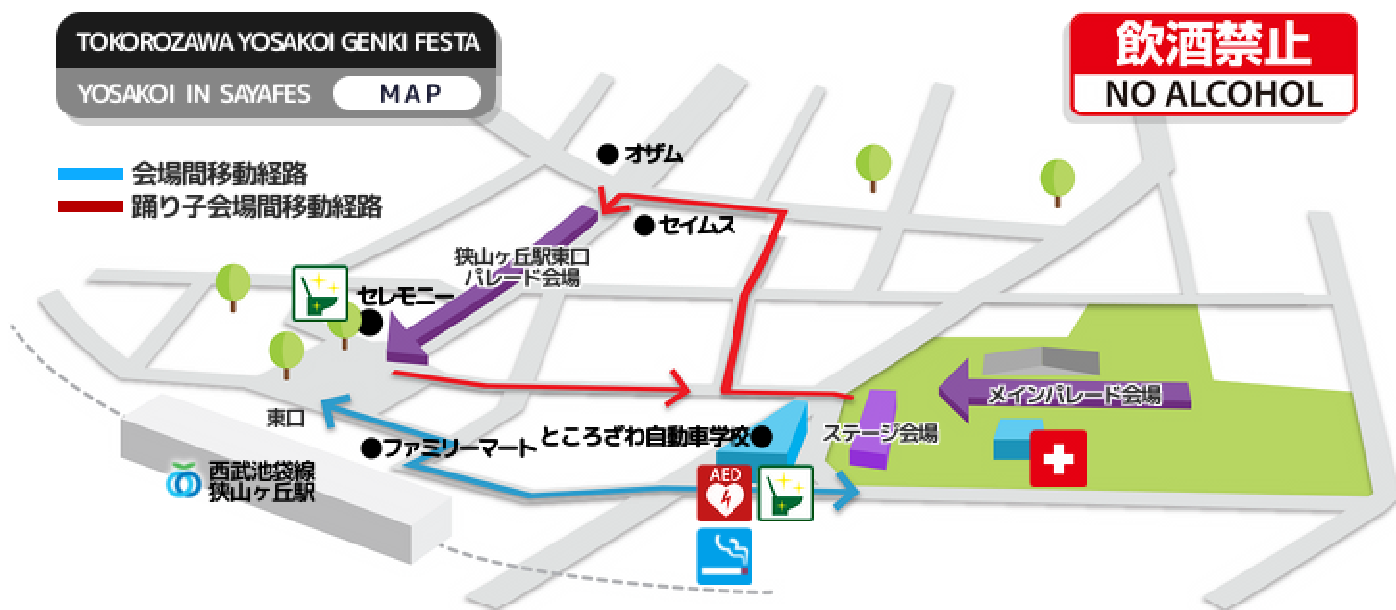 TOKOROZAWA YOSAKOI GENKI FESTA
YOSAKOI IN SAYAFES MAP
飲酒禁止
NO ALCOHOL
会場間移動経路
踊り子会場間移動経路
オザム
セイムス
狭山ヶ丘駅東口
パレード会場
セレモニー
メインパレード会場
東口
ファミリーマート
ところざわ自動車学校
ステージ会場
西武池袋線
狭山ヶ丘駅
AED